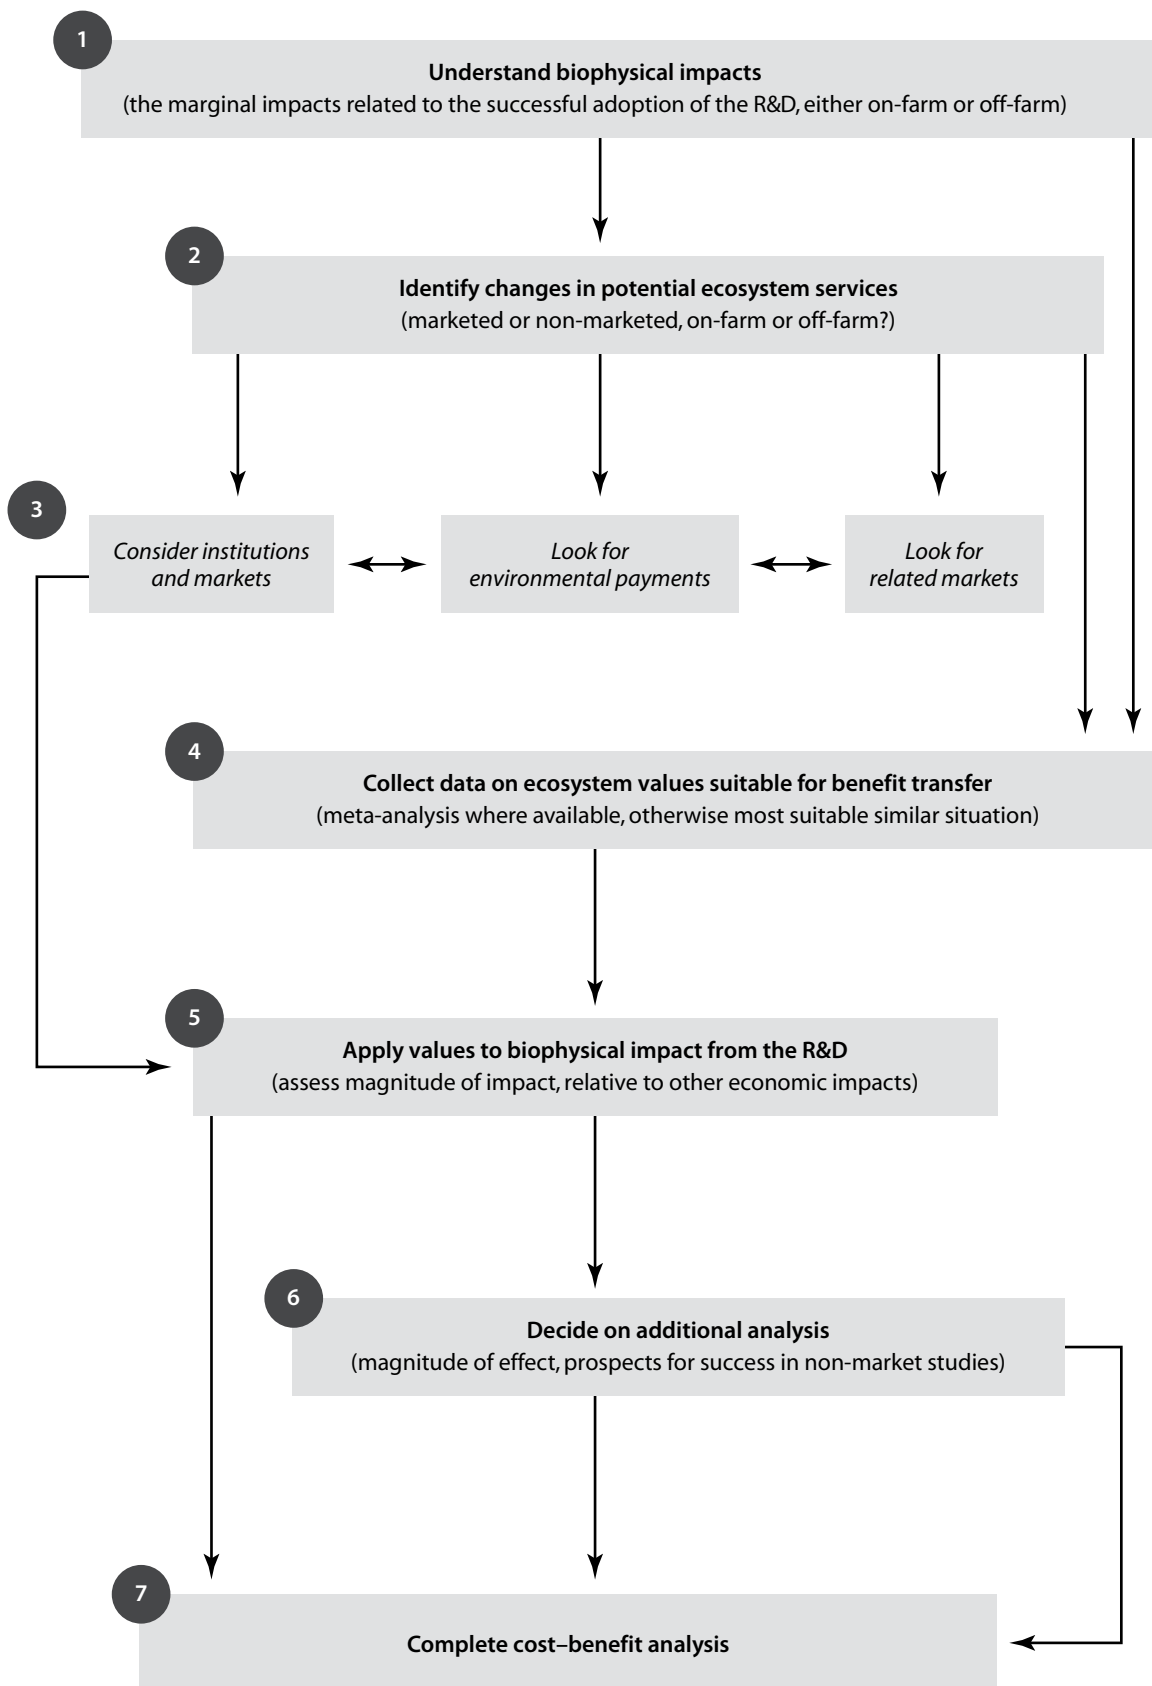 1
Understand biophysical impacts
(the marginal impacts related to the successful adoption of the R&D, either on-farm or off-farm)
2
Identify changes in potential ecosystem services
(marketed or non-marketed, on-farm or off-farm?)
3
Consider institutions
and markets
Look for
environmental payments
Look for
related markets
4
Collect data on ecosystem values suitable for benefit transfer
(meta-analysis where available, otherwise most suitable similar situation)
5
Apply values to biophysical impact from the R&D
(assess magnitude of impact, relative to other economic impacts)
6
Decide on additional analysis
(magnitude of effect, prospects for success in non-market studies)
7
Complete cost–benefit analysis